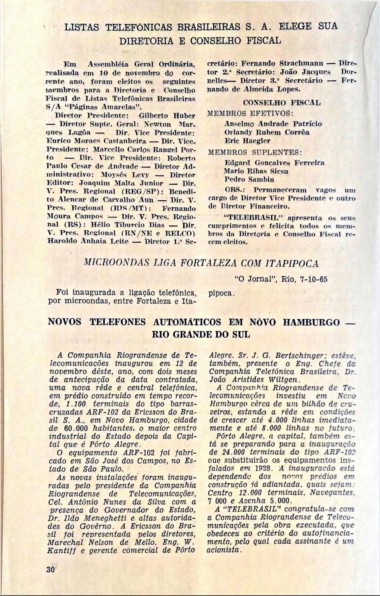 LISTAS TELEFÔNICAS BRASILEIRAS S. A. ELEGE SUA
DIRETORIA E CONSELHO FISCAL
Em Assembléia Geral Ordinária,
realizada em 10 de novembro do cor-
rente ano, foram eleitos os seguintes
membros para a Diretoria e Conselho
Fiscal de Listas Telefônicas Brasileiras
S/A "Páginas Amarelas".
Diretor Presidente: Gilberto Huber
— Diretor Supte. Geral: Newton Mar-
ques Lagôa — Dir. Vice Presidente:
Eurico Moraes Castanheira — Dir. Vice.
Presidente: Marcello Carlos Rangel Por-
to — Dir. Vice Presidente: Roberto
Paulo Cesar de Andrade — Diretor Ad-
ministrativo: Moysés Levy — Diretor
Editor: Joaquim Malta Junior — Dir.
V. Pres. Regional (REG/SP): Benedi-
to Alencar de Carvalho Aun — Dir. V.
Pres. Regional (RIS/MT): Fernando
Moura Campos — Dir. V. Pres. Regio-
nal (RS): Hélio Tiburcio Dias — Dir.
V. Pres. Regional (RN/NE e RELCO)
Haroldo Anhaia Leite — Diretor 1.º Se-
cretário: Fernando Strachmann — Dire-
tor 2.º Secretário: João Jacques Dor-
nelles— Diretor 3.º Secretário — Fer-
nando de Almeida Lopes.
CONSELHO FISCAL
MEMBROS EFETIVOS:
Anselmo Andrade Patrício
Orlandy Rubem Corrêa
Eric Haegler
MEMBROS SUPLENTES:
Edgard Gonçalves Ferreira
Mario Ribas Sicsu
Pedro Sambin
OBS.: Permaneceram vagos um
cargo de Diretor Vice Presidente e outro
de Diretor Financeiro.
"TELEBRASIL" apresenta os seus
cumprimentos e felicita todos os mem-
bros da Diretoria e Conselho Fiscal re-
cem eleitos.
MICROONDAS LIGA FORTALEZA COM ITAPIPOCA
"O Jornal", Rio, 7-10-65
Foi inaugurada a ligação telefônica,
por microondas, entre Fortaleza e Ita-
pipoca.
NOVOS TELEFONES AUTOMATICOS EM NOVO HAMBURGO —
RIO GRANDE DO SUL
A Companhia Riograndense de Te-
lecomunicações inaugurou em 12 de
novembro dêste, ano, com dois meses
de antecipação da data contratada,
uma nova rêde e central telefônica,
em prédio construido em tempo recor-
de, 1.100 terminais do tipo barras-
cruzadas ARF-102 da Ericsson do Bra-
sil S. A., em Novo Hamburgo, cidade
de 60.000 habitantes, o maior centro
industrial do Estado depois da Capi-
tal que é Pôrto Alegre.
O equipamento ARF-102 foi fabri-
cado em São José dos Campos, no Es-
tado de São Paulo.
As novas instalações foram inaugu-
radas pelo presidente da Companhia
Riograndense de Telecomunicações,
Cel. Antônio Nunes da Silva com a
presença do Governador do Estado,
Dr. Ildo Meneghetti e altas autorida-
des do Govêrno. A Ericsson do Bra-
sil foi representada pelos diretores,
Marechal Nelson de Mello, Eng. W.
Kantiff e gerente comercial de Pôrto
Alegre, Sr. J. G. Bertschinger; estêve,
também, presente o Eng. Chefe da
Companhia Telefônica Brasileira, Dr.
João Aristides Wiltgen.
A Companhia Riograndense de Te-
lecomunicações investiu em Novo
Hamburgo cêrca de um bilhão de cru-
zeiros, estando a rêde em condições
de crescer até 4.000 linhas imediata-
mente e até 8.000 linhas no futuro.
Pôrto Alegre, a capital, também es-
tá se preparando para a inauguração
de 24.000 terminais do tipo ARF-102
que substituirão os equipamentos ins-
talados em 1928. A inauguração está
dependendo dos novos prédios em
construção já adiantada, quais sejam:
Centro 12.000 terminais, Navegantes,
7 000 e Azenha 5.000.
A "TELEBRASIL" congratula-se com
a Companhia Riograndense de Teleco-
municações pela obra executada, que
obedeceu ao critério do autofinancia-
mento, pelo qual cada assinante é um
acionista.
30